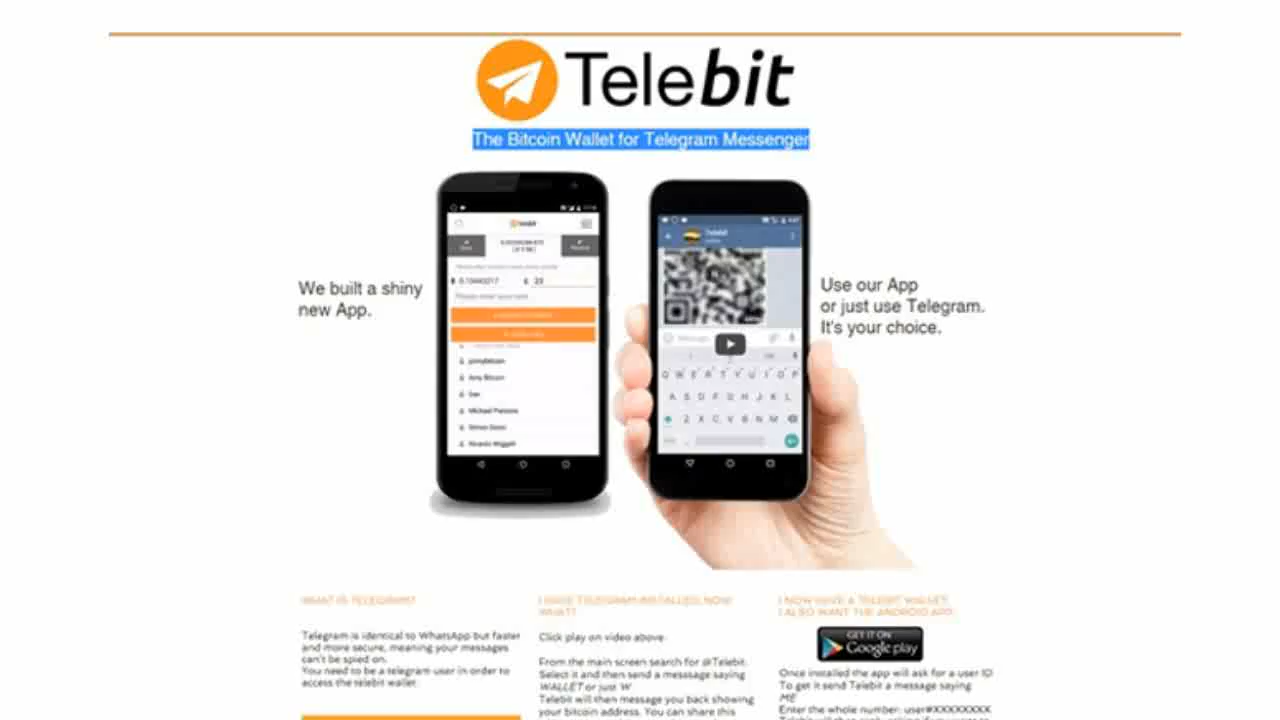 Telebit
The Bitcoin Wallet for Telegram Messenger
We built a shiny
new App.
Use our App
or just use Telegram.
It's your choice.
Telebit
23
Amy Bitcoin
Dan
Michael Parsons
Q W E R T Y U I O P
A S D F G H J K L
Z X C V B N M
WHAT IS TELEGRAM?
Telegram is identical to WhatsApp but faster
and more secure, meaning your messages
can't be spied on.
You need to be a telegram user in order to
access the telebit wallet.
I HAVE TELEGRAM INSTALLED, NOW
WHAT?
Click play on video above
From the main screen search for @Telebit.
Select it and then send a message saying
WALLET or just W
Telebit will then message you back showing
your bitcoin address. You can share this
I NOW HAVE A TELEBIT WALLET,
I ALSO WANT THE ANDROID APP.
GET IT ON
Google play
Once installed the app will ask for a user ID
To get it send Telebit a message saying
ME
Enter the whole number: user#XXXXXXXX